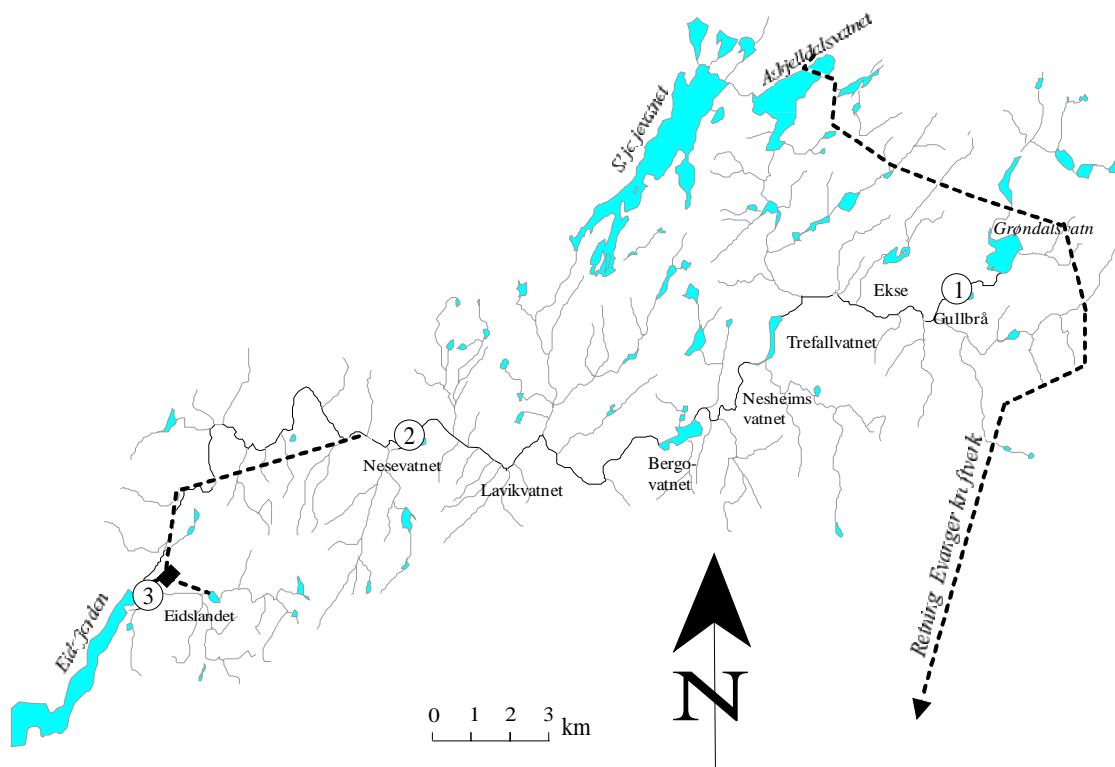 Askjelldalsvatnet
Grøndalsvatn
Ekse
1
Gullbrå
Trefallvatnet
Nesheims
vatnet
2
Nesevatnet
Bergo-
vatnet
Lavikvatnet
Retning Evanger kraftverk
3
Eidslandet
Eidsfjorden
N
0 1 2 3 km